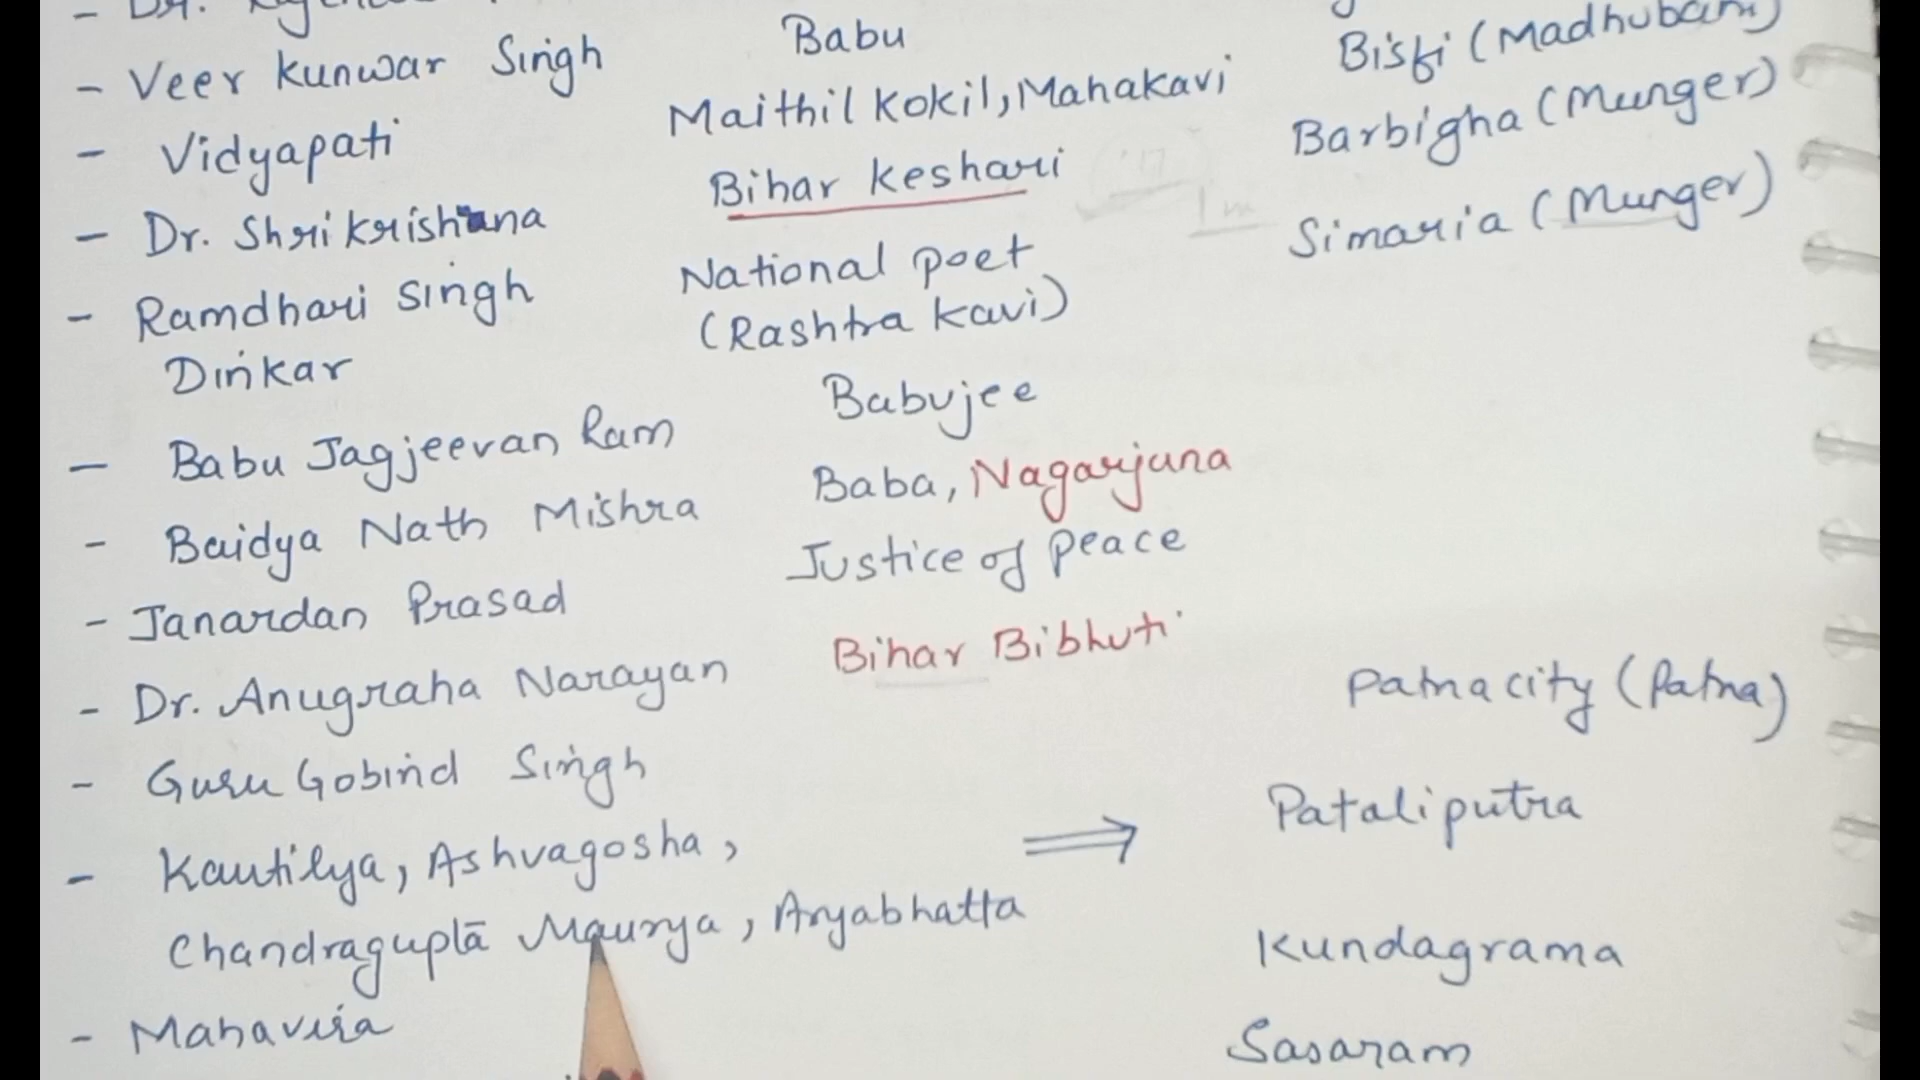 - Dr.
- Veer Kunwar Singh Babu
- Vidyapati Maithil Kokil, Mahakavi Bisfi (Madhubani)
- Dr. Shrikrishna Bihar Keshari Barbigha (Munger)
- Ramdhari Singh National poet Simaria (Munger)
Dinkar (Rashtra Kavi)
- Babu Jagjeevan Ram Babujee
- Baidya Nath Mishra Baba, Nagarjuna
- Janardan Prasad Justice of Peace
- Dr. Anugraha Narayan Bihar Bibhuti
- Guru Gobind Singh Patna city (Patna)
- Kautilya, Ashvagosha, ⇒ Pataliputra
Chandragupta Maurya, Aryabhatta
- Mahavira Kundagrama
Sasaram